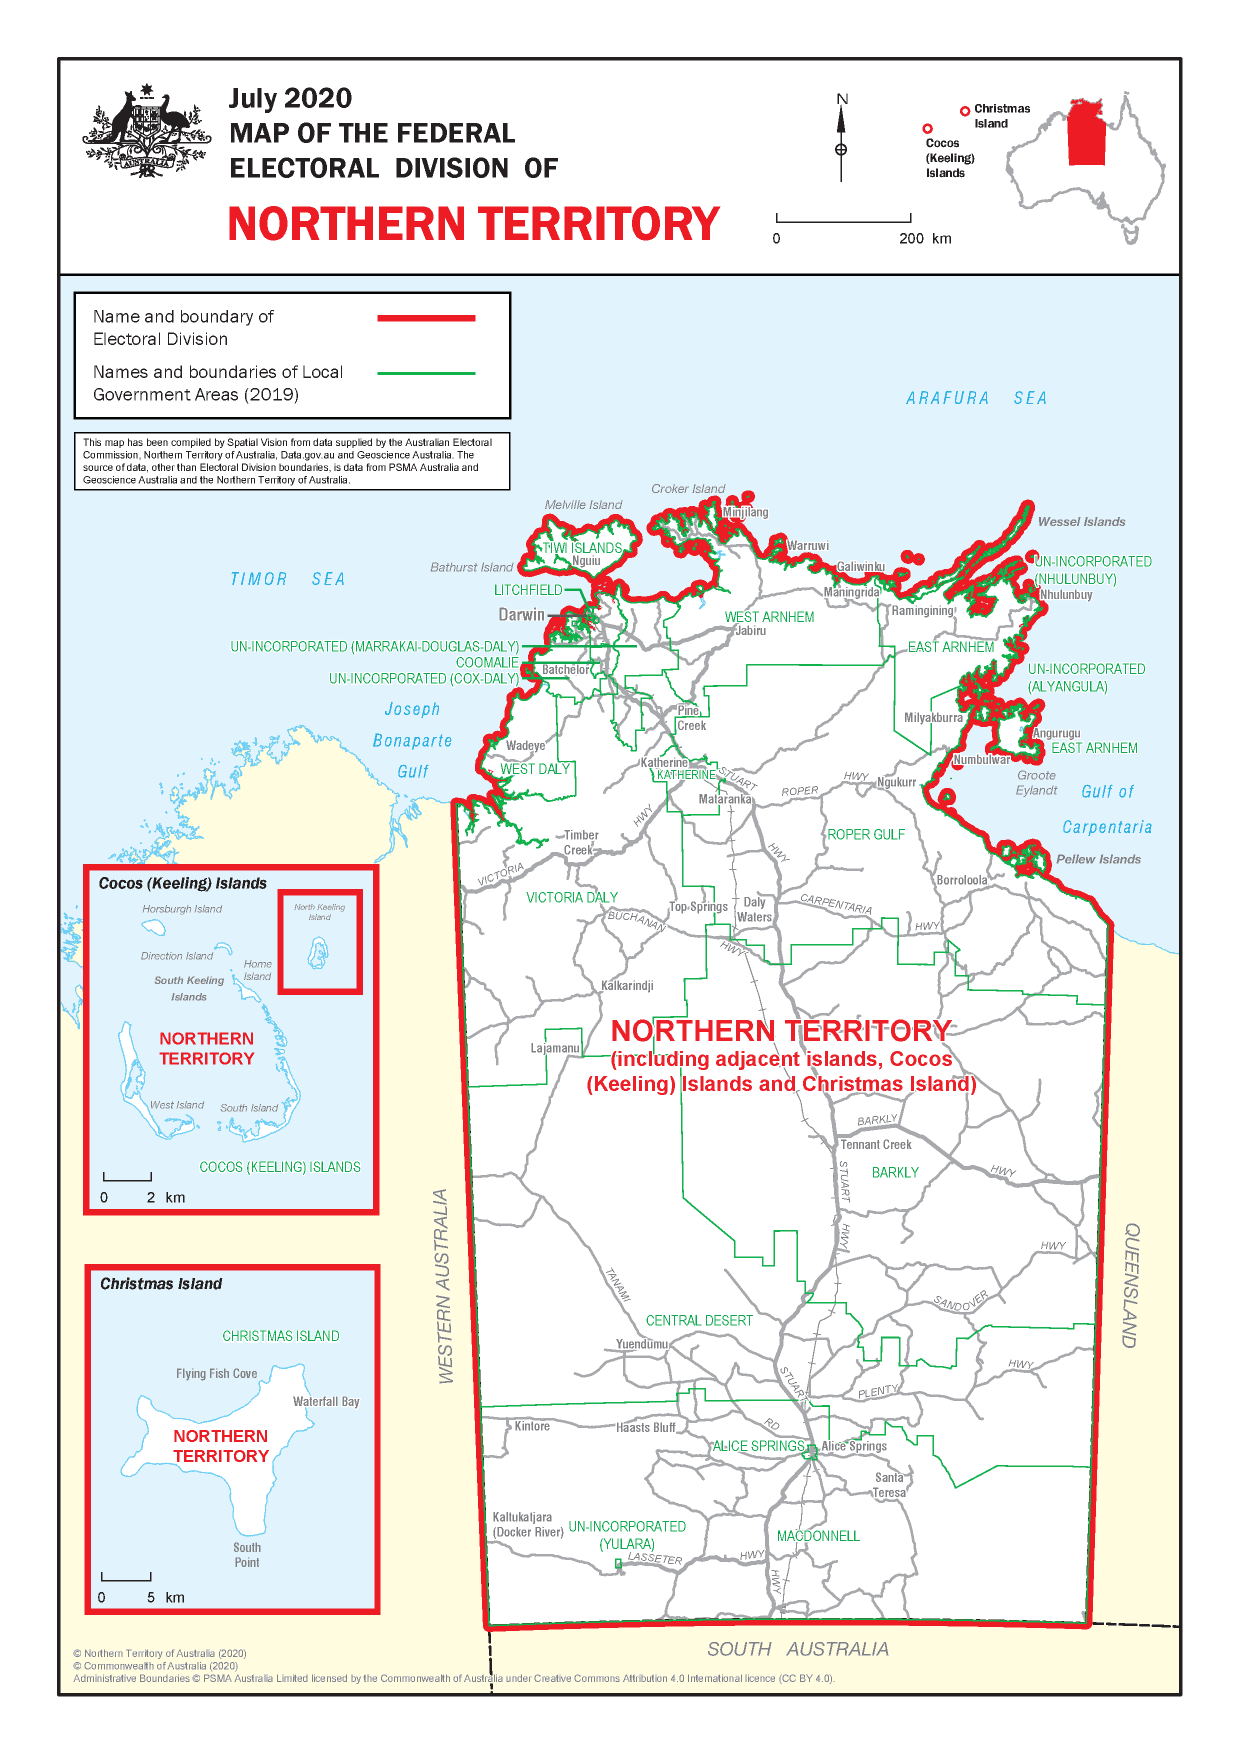 July 2020
MAP OF THE FEDERAL
ELECTORAL DIVISION OF
NORTHERN TERRITORY
AUSTRALIA
N
0 200 km
Christmas
Island
Cocos
(Keeling)
Islands
Name and boundary of
Electoral Division
Names and boundaries of Local
Government Areas (2019)
This map has been compiled by Spatial Vision from data supplied by the Australian Electoral
Commission, Northern Territory of Australia, Data.gov.au and Geoscience Australia. The
source of data, other than Electoral Division boundaries, is data from PSMA Australia and
Geoscience Australia and the Northern Territory of Australia.
ARAFURA SEA
Croker Island
Melville Island
Minjilang
Wessel Islands
TIWI ISLANDS
Nguiu
Warruwi
Bathurst Island
Galiwinku
UN-INCORPORATED
(NHULUNBUY)
TIMOR SEA
LITCHFIELD
Maningrida
Nhulunbuy
Darwin
WEST ARNHEM
Ramingining
Jabiru
UN-INCORPORATED (MARRAKAI-DOUGLAS-DALY)
EAST ARNHEM
COOMALIE
Batchelor
UN-INCORPORATED (COX-DALY)
UN-INCORPORATED
(ALYANGULA)
Joseph
Bonaparte
Gulf
Pine
Creek
Milyakburra
Angurugu
EAST ARNHEM
Wadeye
WEST DALY
Katherine
KATHERINE
STUART
HWY
Numbulwar
Groote
Eylandt
Gulf of
Carpentaria
Mataranka
ROPER
HWY
Ngukurr
HWY
ROPER GULF
Timber
Creek
VICTORIA
Pellew Islands
Borroloola
VICTORIA DALY
Top Springs
Daly
Waters
CARPENTARIA
HWY
BUCHANAN
HWY
Kalkarindji
Lajamanu
NORTHERN TERRITORY
(including adjacent islands, Cocos
(Keeling) Islands and Christmas Island)
BARKLY
Tennant Creek
BARKLY
HWY
STUART
HWY
HWY
SANDOVER
TANAMI
CENTRAL DESERT
Yuendumu
HWY
STUART
PLENTY
RD
Kintore
Haasts Bluff
ALICE SPRINGS
Alice Springs
Santa
Teresa
Kaltukatjara
(Docker River)
UN-INCORPORATED
(YULARA)
MACDONNELL
LASSETER
HWY
HWY
WESTERN AUSTRALIA
QUEENSLAND
SOUTH AUSTRALIA
Cocos (Keeling) Islands
Horsburgh Island
North Keeling
Island
Direction Island
Home
Island
South Keeling
Islands
NORTHERN
TERRITORY
West Island
South Island
COCOS (KEELING) ISLANDS
0 2 km
Christmas Island
CHRISTMAS ISLAND
Flying Fish Cove
Waterfall Bay
NORTHERN
TERRITORY
South
Point
0 5 km
© Northern Territory of Australia (2020)
© Commonwealth of Australia (2020)
Administrative Boundaries © PSMA Australia Limited licensed by the Commonwealth of Australia under Creative Commons Attribution 4.0 International licence (CC BY 4.0).